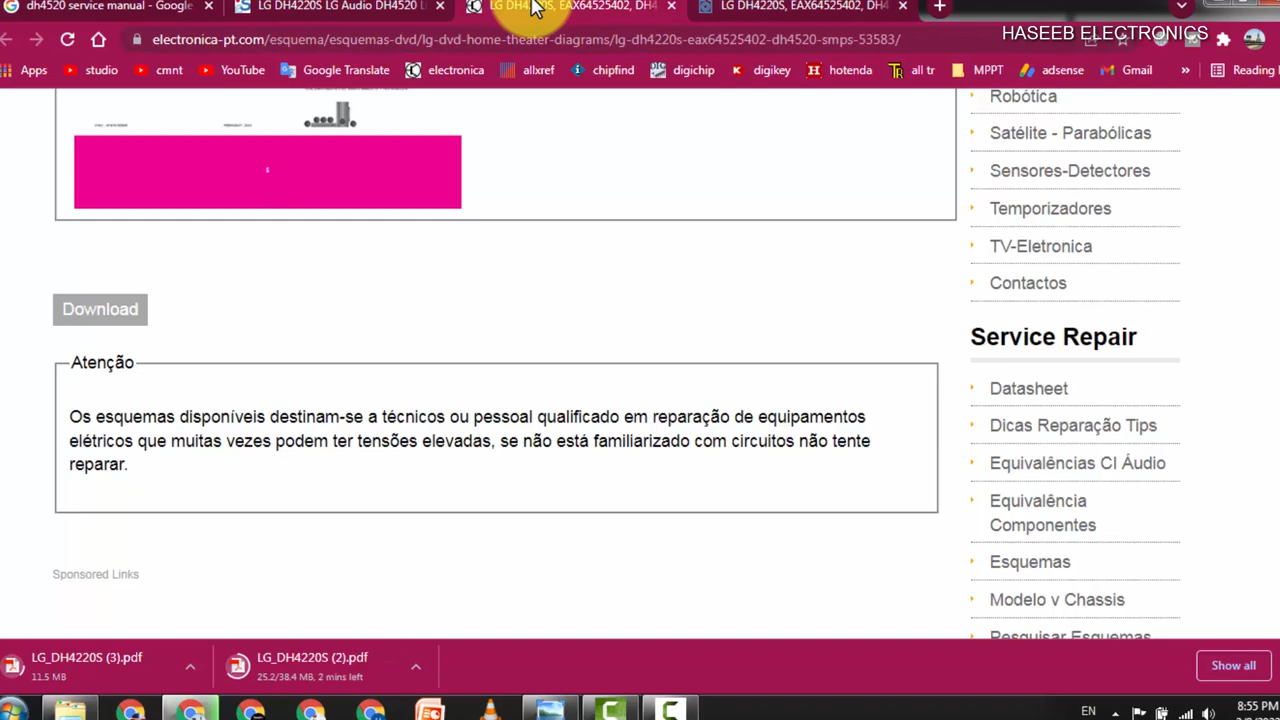 dh4520 service manual - Google
LG DH4220S LG Audio DH4520 L
LG DH4220S, EAX64525402, DH4
LG DH4220S, EAX64525402, DH4
HASEEB ELECTRONICS
electronica-pt.com/esquema/esquemas-dvd/lg-dvd-home-theater-diagrams/lg-dh4220s-eax64525402-dh4520-smps-53583/
Apps
studio
cmnt
YouTube
Google Translate
electronica
allxref
chipfind
digichip
digikey
hotenda
all tr
MPPT
adsense
Gmail
»
Reading
Robótica
Satélite - Parabólicas
Sensores-Detectores
Temporizadores
TV-Eletronica
Contactos
Download
Service Repair
Atenção
Os esquemas disponíveis destinam-se a técnicos ou pessoal qualificado em reparação de equipamentos
elétricos que muitas vezes podem ter tensões elevadas, se não está familiarizado com circuitos não tente
reparar.
Datasheet
Dicas Reparação Tips
Equivalências CI Áudio
Equivalência
Componentes
Esquemas
Modelo v Chassis
Pesquisar Esquemas
Sponsored Links
LG_DH4220S (3).pdf
11.5 MB
LG_DH4220S (2).pdf
25.2/38.4 MB, 2 mins left
Show all
EN
8:55 PM